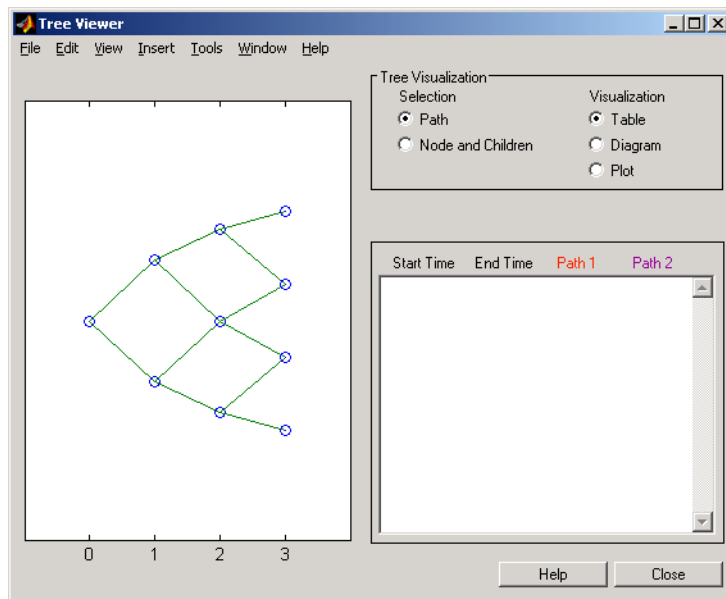 Tree Viewer
File Edit View Insert Tools Window Help
Tree Visualization
Selection Visualization
Path Table
Node and Children Diagram
Plot
Start Time End Time Path 1 Path 2
0 1 2 3
Help Close